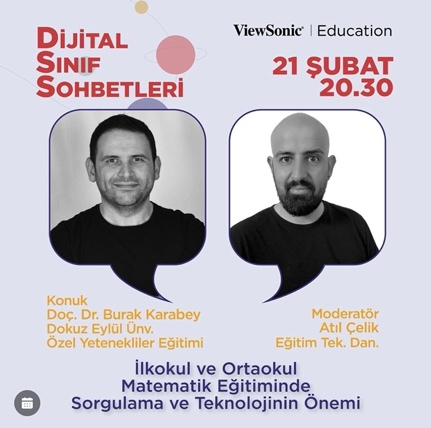 DİJİTAL
SINIF
SOHBETLERİ
ViewSonic® | Education
21 ŞUBAT
20.30
Konuk
Doç. Dr. Burak Karabey
Dokuz Eylül Ünv.
Özel Yetenekliler Eğitimi
Moderatör
Atıl Çelik
Eğitim Tek. Dan.
İlkokul ve Ortaokul
Matematik Eğitiminde
Sorgulama ve Teknolojinin Önemi